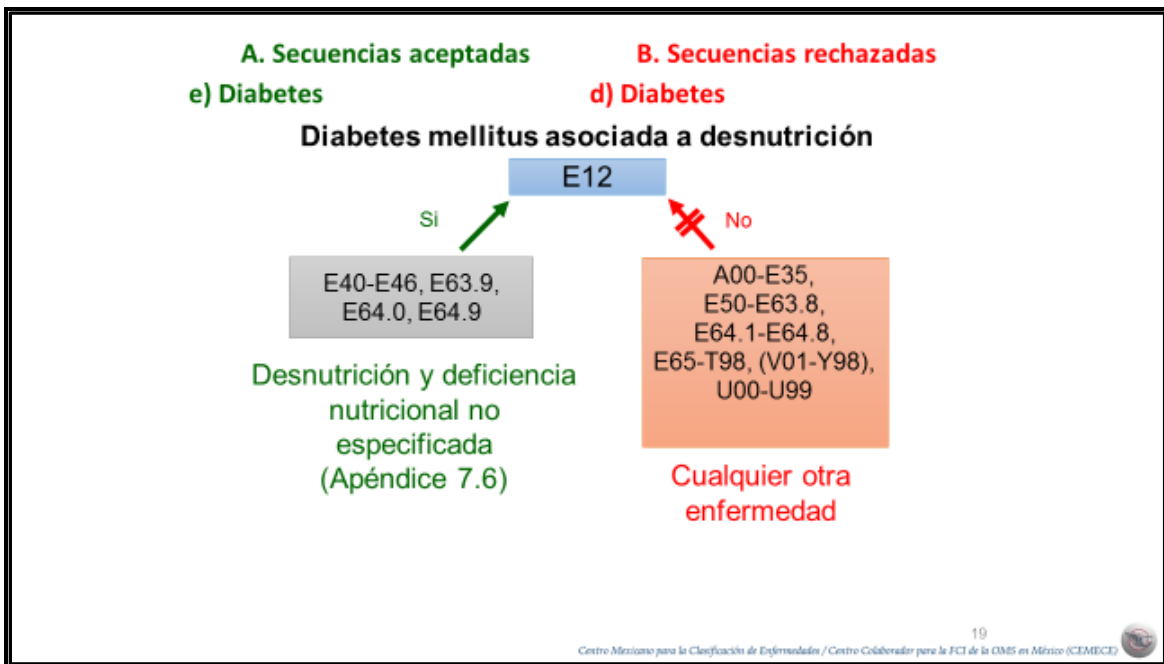 A. Secuencias aceptadas
B. Secuencias rechazadas
e) Diabetes
d) Diabetes
Diabetes mellitus asociada a desnutrición
E12
Si
No
E40-E46, E63.9,
E64.0, E64.9
A00-E35,
E50-E63.8,
E64.1-E64.8,
E65-T98, (V01-Y98),
U00-U99
Desnutrición y deficiencia
nutricional no
especificada
(Apéndice 7.6)
Cualquier otra
enfermedad
19
Centro Mexicano para la Clasificación de Enfermedades / Centro Colaborador para la FCI de la OMS en México (CEMECE)